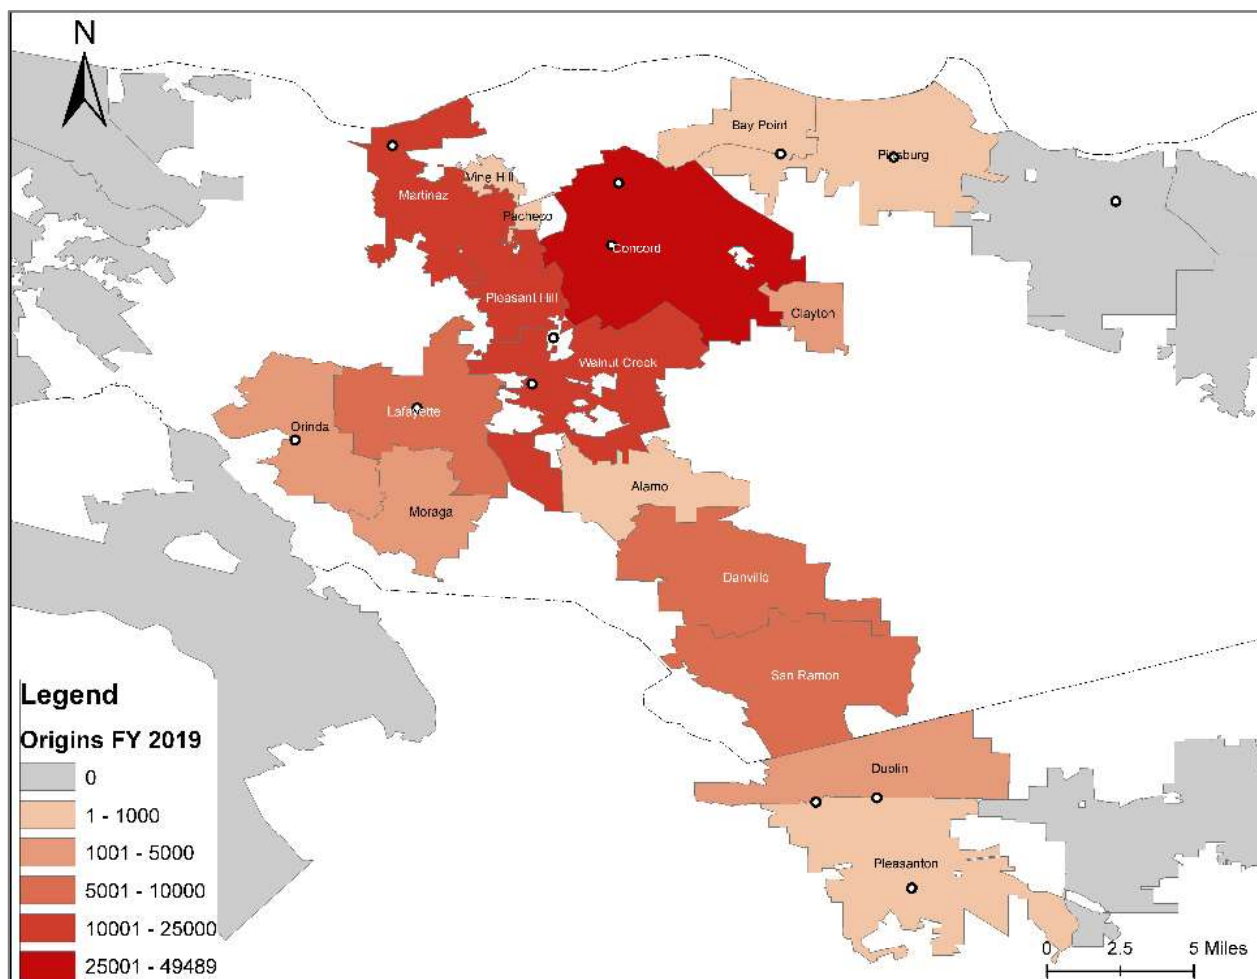 N
Bay Point
Pittsburg
Vine Hill
Martinez
Pacheco
Concord
Pleasant Hill
Clayton
Walnut Creek
Lafayette
Orinda
Alamo
Moraga
Danville
San Ramon
Dublin
Pleasanton
Legend
Origins FY 2019
0
1 - 1000
1001 - 5000
5001 - 10000
10001 - 25000
25001 - 49489
0 2.5 5 Miles